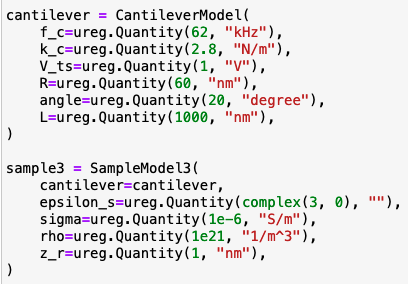 cantilever = CantileverModel(
    f_c=ureg.Quantity(62, "kHz"),
    k_c=ureg.Quantity(2.8, "N/m"),
    V_ts=ureg.Quantity(1, "V"),
    R=ureg.Quantity(60, "nm"),
    angle=ureg.Quantity(20, "degree"),
    L=ureg.Quantity(1000, "nm"),
)

sample3 = SampleModel3(
    cantilever=cantilever,
    epsilon_s=ureg.Quantity(complex(3, 0), ""),
    sigma=ureg.Quantity(1e-6, "S/m"),
    rho=ureg.Quantity(1e21, "1/m^3"),
    z_r=ureg.Quantity(1, "nm"),
)